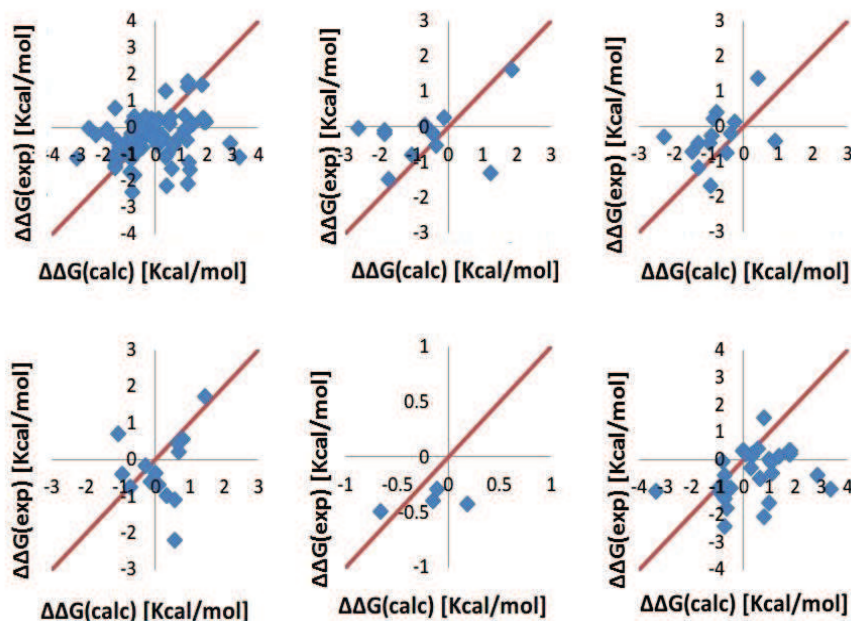 ΔΔG(exp) [Kcal/mol]
4
3
2
1
0
-4 -3 -2 -1 0 1 2 3 4
-2
-3
-4
ΔΔG(calc) [Kcal/mol]
ΔΔG(exp) [Kcal/mol]
3
2
1
0
-3 -2 -1 0 1 2 3
-1
-2
-3
ΔΔG(calc) [Kcal/mol]
ΔΔG(exp) [Kcal/mol]
3
2
1
0
-3 -2 -1 0 1 2 3
-1
-2
-3
ΔΔG(calc) [Kcal/mol]
ΔΔG(exp) [Kcal/mol]
3
2
1
0
-3 -2 -1 0 1 2 3
-1
-2
-3
ΔΔG(calc) [Kcal/mol]
ΔΔG(exp) [Kcal/mol]
1
0.5
0
-1 -0.5 0 0.5 1
-0.5
-1
ΔΔG(calc) [Kcal/mol]
ΔΔG(exp) [Kcal/mol]
4
3
2
1
0
-4 -3 -2 -1 0 1 2 3 4
-2
-3
-4
ΔΔG(calc) [Kcal/mol]